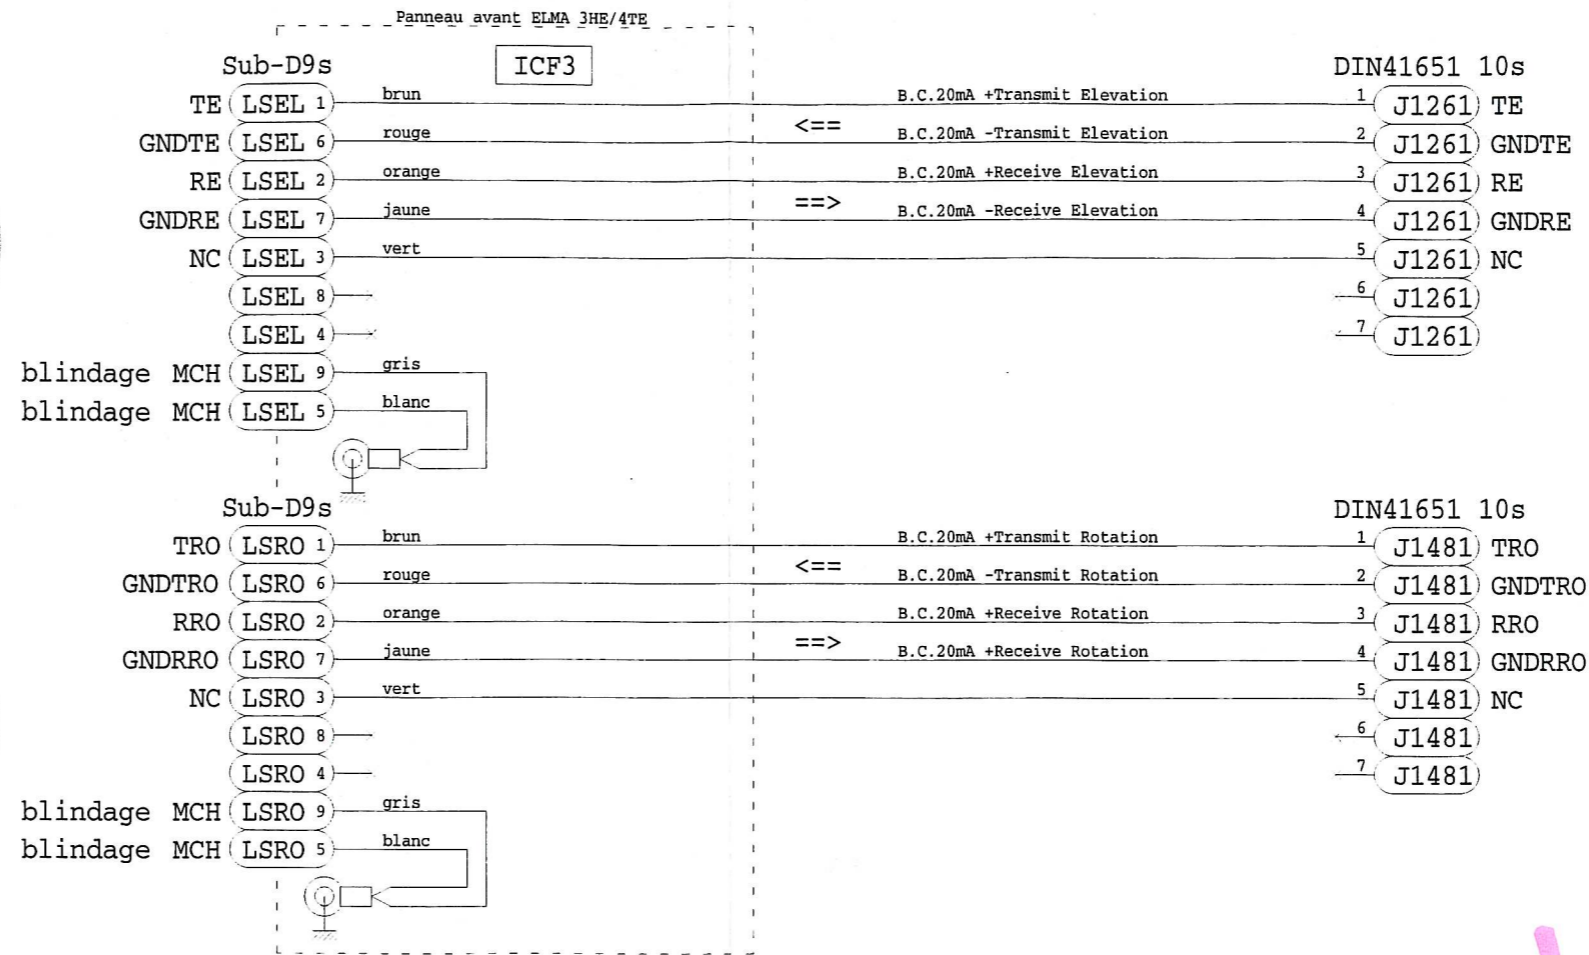 Panneau avant ELMA 3HE/4TE
ICF3
Sub-D9s
DIN41651 10s
TE LSEL 1 brun B.C.20mA +Transmit Elevation 1 J1261 TE
<==
GNDTE LSEL 6 rouge B.C.20mA -Transmit Elevation 2 J1261 GNDTE
RE LSEL 2 orange B.C.20mA +Receive Elevation 3 J1261 RE
==>
GNDRE LSEL 7 jaune B.C.20mA -Receive Elevation 4 J1261 GNDRE
NC LSEL 3 vert 5 J1261 NC
LSEL 8 6 J1261
LSEL 4 7 J1261
blindage MCH LSEL 9 gris
blindage MCH LSEL 5 blanc
Sub-D9s
DIN41651 10s
TRO LSRO 1 brun B.C.20mA +Transmit Rotation 1 J1481 TRO
<==
GNDTRO LSRO 6 rouge B.C.20mA -Transmit Rotation 2 J1481 GNDTRO
RRO LSRO 2 orange B.C.20mA +Receive Rotation 3 J1481 RRO
==>
GNDRRO LSRO 7 jaune B.C.20mA +Receive Rotation 4 J1481 GNDRRO
NC LSRO 3 vert 5 J1481 NC
LSRO 8 6 J1481
LSRO 4 7 J1481
blindage MCH LSRO 9 gris
blindage MCH LSRO 5 blanc